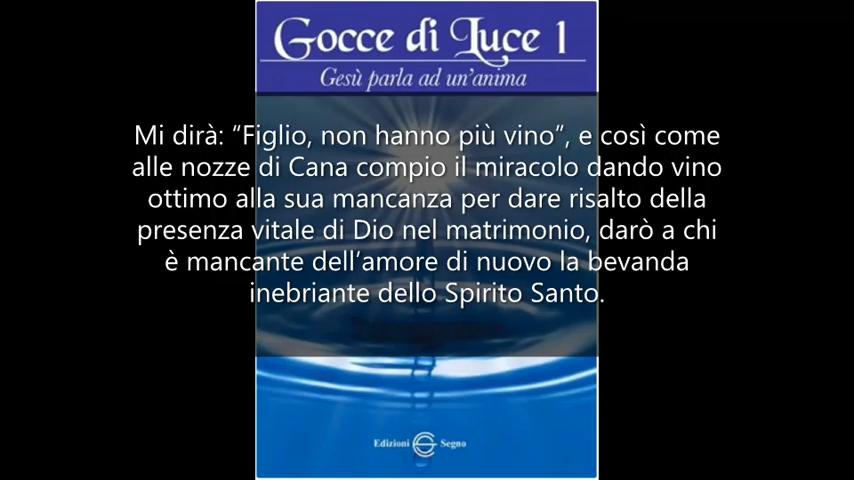 Gocce di Luce 1
Gesù parla ad un'anima
Mi dirà: “Figlio, non hanno più vino”, e così come
alle nozze di Cana compio il miracolo dando vino
ottimo alla sua mancanza per dare risalto della
presenza vitale di Dio nel matrimonio, darò a chi
è mancante dell’amore di nuovo la bevanda
inebriante dello Spirito Santo.
Edizioni Segno